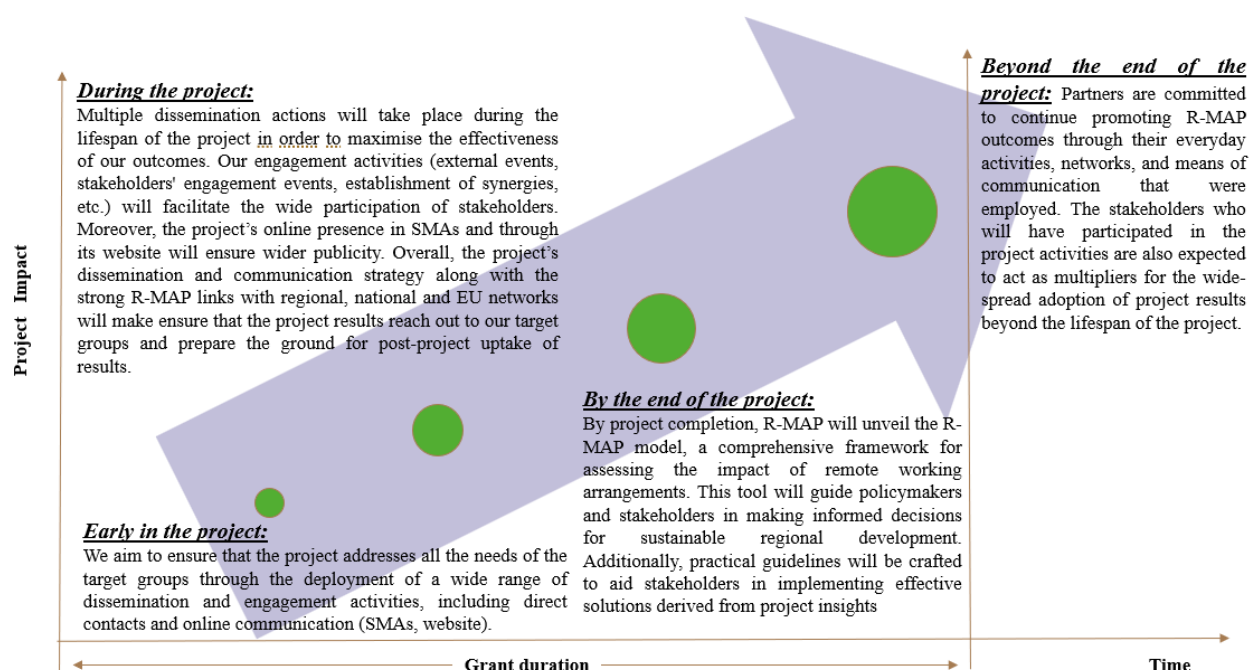 During the project:
Multiple dissemination actions will take place during the
lifespan of the project in order to maximise the effectiveness
of our outcomes. Our engagement activities (external events,
stakeholders' engagement events, establishment of synergies,
etc.) will facilitate the wide participation of stakeholders.
Moreover, the project's online presence in SMAs and through
its website will ensure wider publicity. Overall, the project's
dissemination and communication strategy along with the
strong R-MAP links with regional, national and EU networks
will make ensure that the project results reach out to our target
groups and prepare the ground for post-project uptake of
results.
Early in the project:
We aim to ensure that the project addresses all the needs of the
target groups through the deployment of a wide range of
dissemination and engagement activities, including direct
contacts and online communication (SMAs, website).
By the end of the project:
By project completion, R-MAP will unveil the R-
MAP model, a comprehensive framework for
assessing the impact of remote working
arrangements. This tool will guide policymakers
and stakeholders in making informed decisions
for sustainable regional development.
Additionally, practical guidelines will be crafted
to aid stakeholders in implementing effective
solutions derived from project insights
Beyond the end of the
project: Partners are committed
to continue promoting R-MAP
outcomes through their everyday
activities, networks, and means of
communication that were
employed. The stakeholders who
will have participated in the
project activities are also expected
to act as multipliers for the wide-
spread adoption of project results
beyond the lifespan of the project.
Project Impact
Grant duration
Time